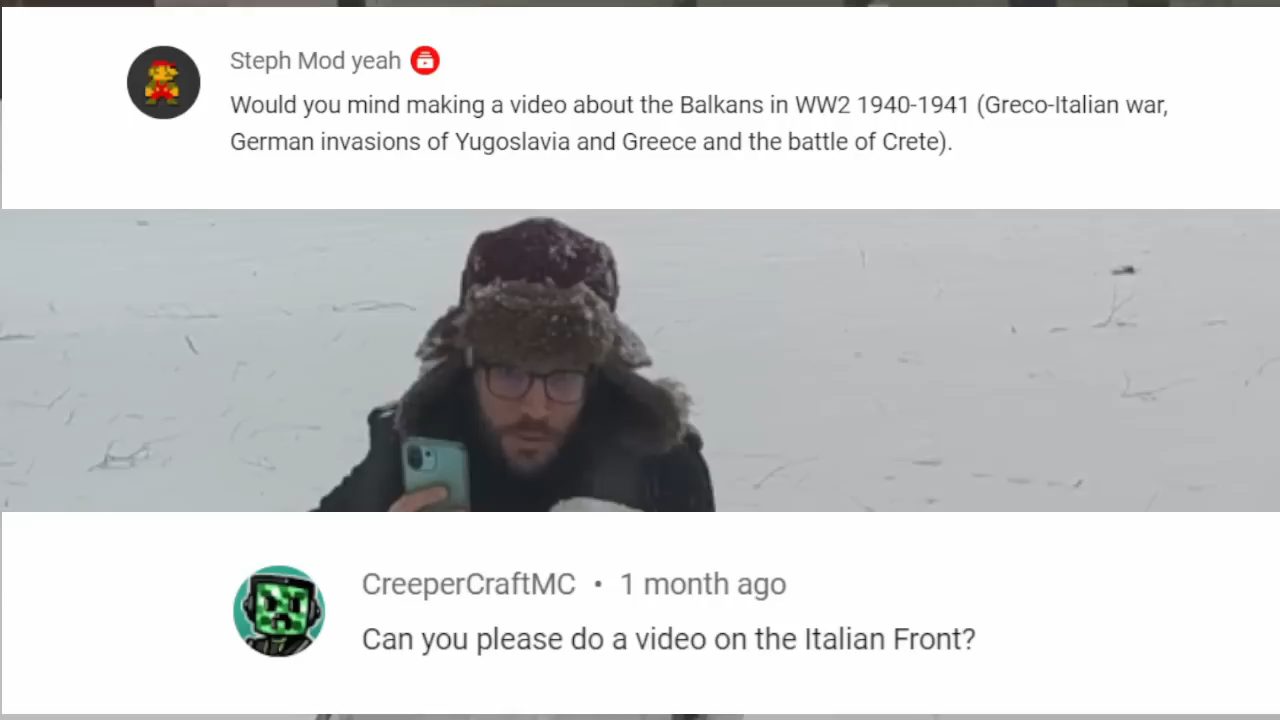 Steph Mod yeah
Would you mind making a video about the Balkans in WW2 1940-1941 (Greco-Italian war,
German invasions of Yugoslavia and Greece and the battle of Crete).
CreeperCraftMC • 1 month ago
Can you please do a video on the Italian Front?